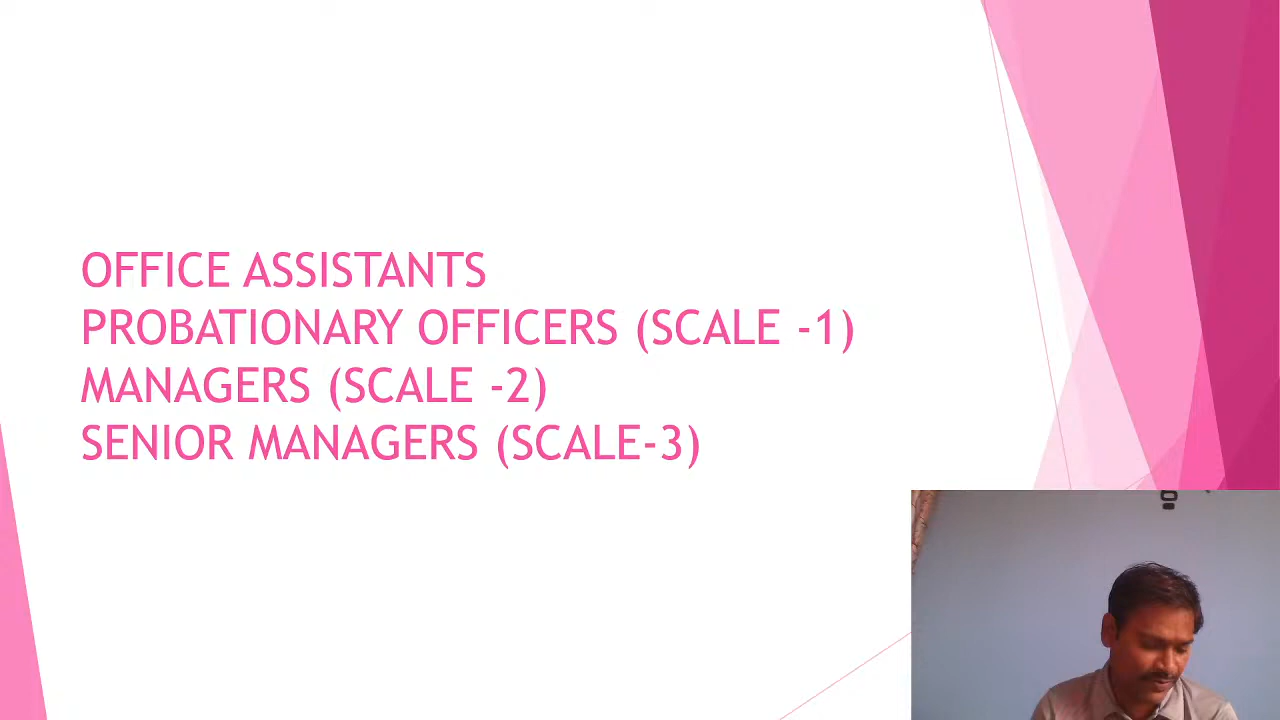 OFFICE ASSISTANTS
PROBATIONARY OFFICERS (SCALE -1)
MANAGERS (SCALE -2)
SENIOR MANAGERS (SCALE-3)